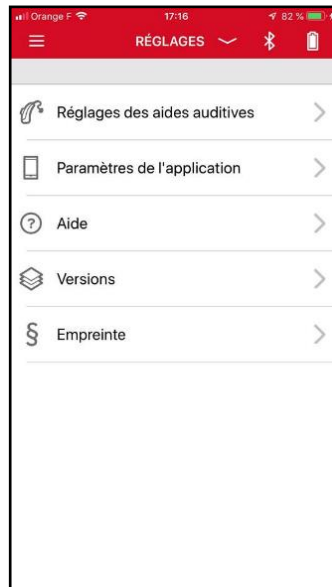 Orange F 17:16 82 %
RÉGLAGES
Réglages des aides auditives
Paramètres de l'application
? Aide
Versions
§ Empreinte